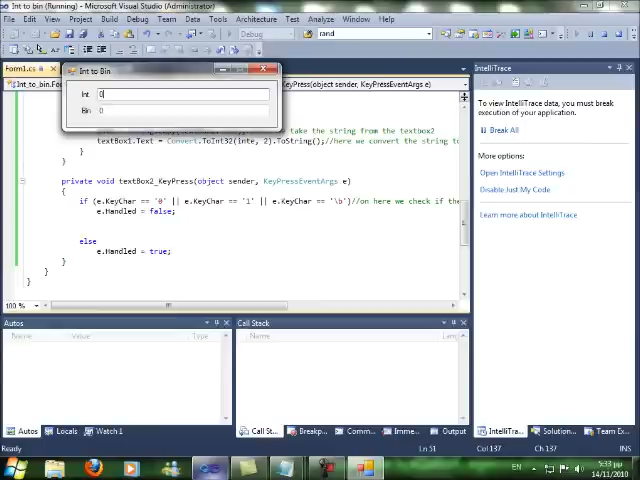 Int to bin (Running) - Microsoft Visual Studio (Administrator)
File Edit View Project Build Debug Team Data Tools Architecture Test Analyze Window Help
Debug rand
Form1.cs
Int to Bin
Int_to_bin.Fo KeyPress(object sender, KeyPressEventArgs e)
Int 0
Bin 0
take the string from the textbox2
textBox1.Text = Convert.ToInt32(inte, 2).ToString();//here we convert the string to
}
}
private void textBox2_KeyPress(object sender, KeyPressEventArgs e)
{
if (e.KeyChar == '0' || e.KeyChar == '1' || e.KeyChar == '\b')//on here we check if the
e.Handled = false;
else
e.Handled = true;
}
}
}
100 %
IntelliTrace
To view IntelliTrace data, you must break
execution of your application.
Break All
More options:
Open IntelliTrace Settings
Disable Just My Code
Learn more about IntelliTrace
Autos
Name Value Type
Autos Locals Watch 1
Call Stack
Name Lang
Call St... Breakp... Comm... Imme... Output
IntelliTra... Solution... Team Ex...
Ready Ln 51 Col 137 Ch 137
EN 5:33 μμ
14/11/2010